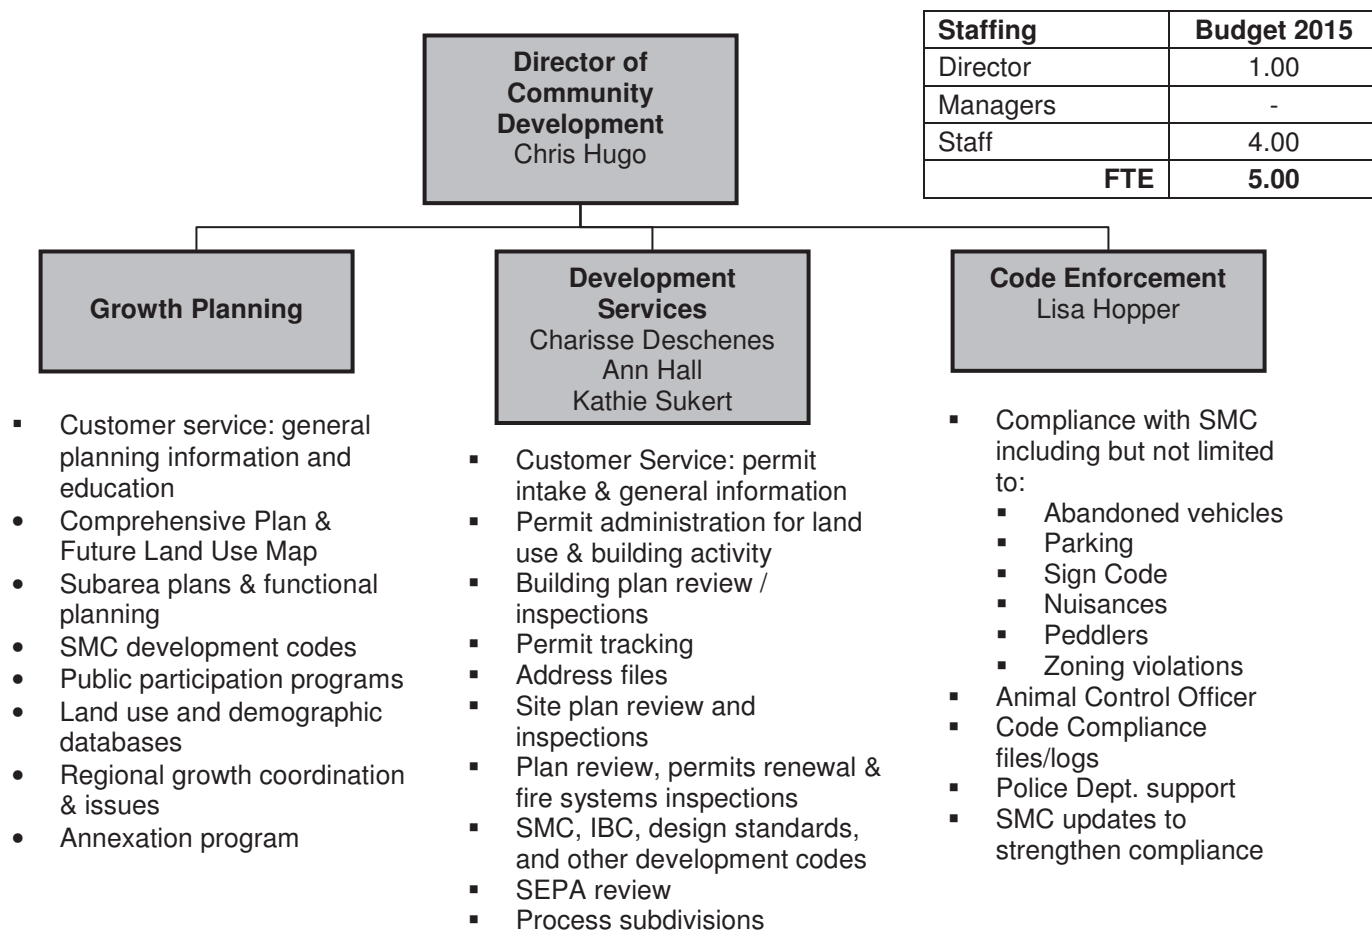 Director of
Community
Development
Chris Hugo
Staffing Budget 2015
Director 1.00
Managers -
Staff 4.00
FTE 5.00
Growth Planning
▪ Customer service: general
planning information and
education
• Comprehensive Plan &
Future Land Use Map
• Subarea plans & functional
planning
• SMC development codes
• Public participation programs
• Land use and demographic
databases
• Regional growth coordination
& issues
• Annexation program
Development
Services
Charisse Deschenes
Ann Hall
Kathie Sukert
▪ Customer Service: permit
intake & general information
▪ Permit administration for land
use & building activity
▪ Building plan review /
inspections
▪ Permit tracking
▪ Address files
▪ Site plan review and
inspections
▪ Plan review, permits renewal &
fire systems inspections
▪ SMC, IBC, design standards,
and other development codes
▪ SEPA review
▪ Process subdivisions
Code Enforcement
Lisa Hopper
▪ Compliance with SMC
including but not limited
to:
▪ Abandoned vehicles
▪ Parking
▪ Sign Code
▪ Nuisances
▪ Peddlers
▪ Zoning violations
▪ Animal Control Officer
▪ Code Compliance
files/logs
▪ Police Dept. support
▪ SMC updates to
strengthen compliance